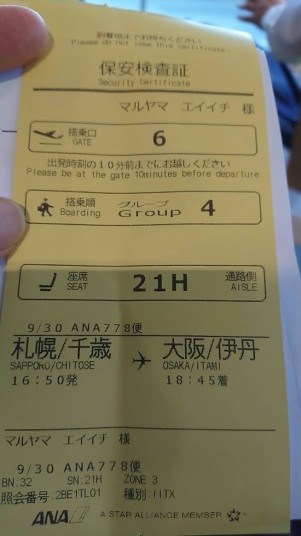 到着地までお持ちください
Please do not lose this certificate.
保安検査証
Security Certificate
マルヤマ エイイチ 様
搭乗口
GATE 6
出発時刻の10分前までにお越しください
Please be at the gate 10minutes before departure
搭乗順 グループ
Boarding Group 4
座席 通路側
SEAT 21H AISLE
9/30 ANA778便
札幌/千歳 大阪/伊丹
SAPPORO/CHITOSE OSAKA/ITAMI
16:50発 18:45着
マルヤマ エイイチ 様
9/30 ANA778便
BN:32 SN:21H ZONE:3
照会番号:2BE1TL01 種別:IITX
ANA A STAR ALLIANCE MEMBER